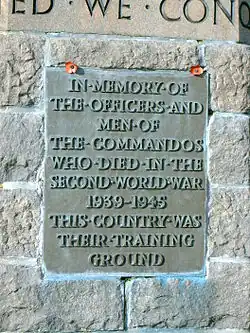 ED·WE·CON
IN·MEMORY·OF
THE·OFFICERS·AND
MEN·OF
THE·COMMANDOS
WHO·DIED·IN·THE
SECOND·WORLD·WAR
1939-1945
THIS·COUNTRY·WAS
THEIR·TRAINING
GROUND